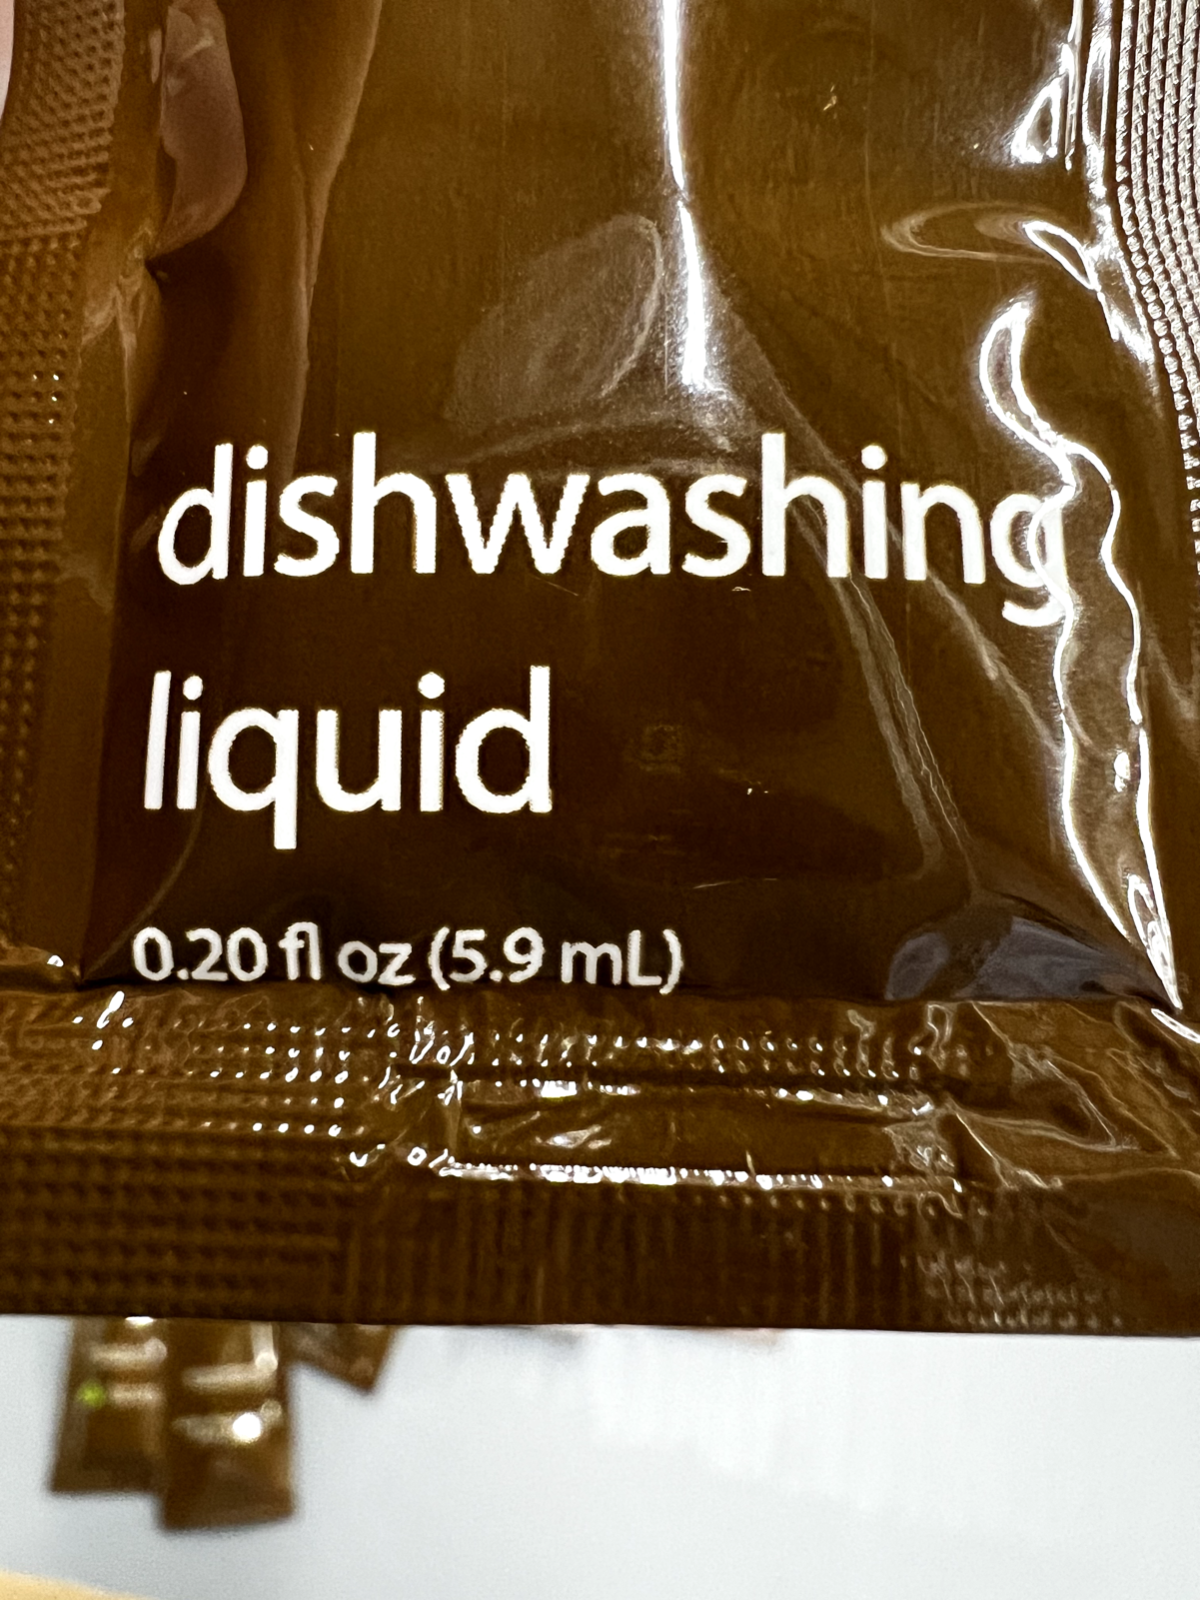 dishwashing
liquid
0.20 fl oz (5.9 mL)